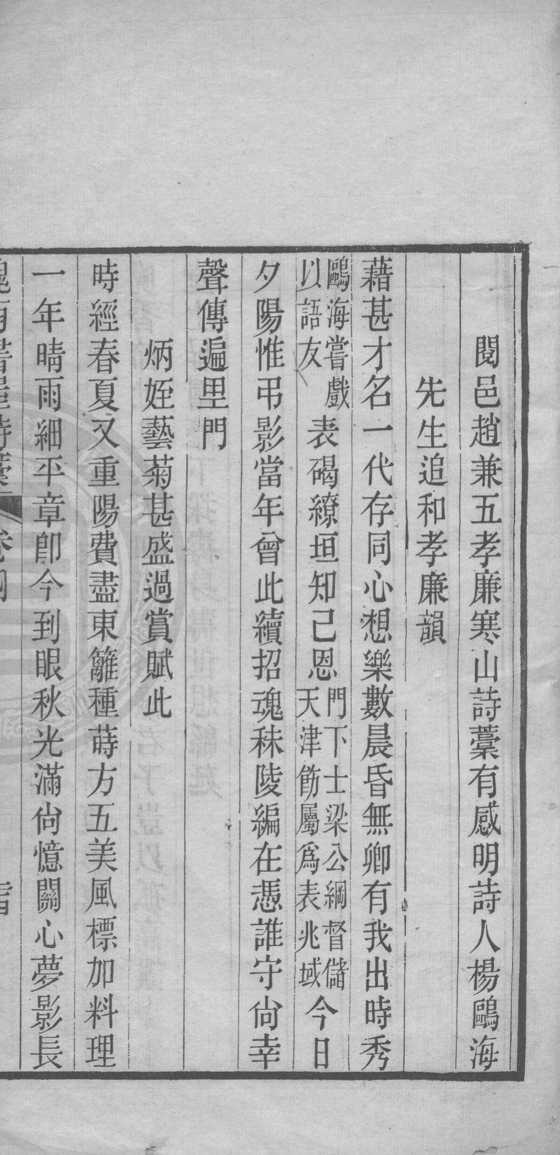 閱邑趙兼五孝廉寒山詩藳有感明詩人楊鷗海
先生追和孝廉韻
藉甚才名一代存同心想樂數晨昏無卿有我出時秀
鷗海嘗戲
以語友
表碣繚垣知己恩
門下士梁公綱督儲
天津飭屬爲表兆域
今日
夕陽惟弔影當年曾此續招魂秣陵編在憑誰守尙幸
聲傳遍里門
炳姪藝菊甚盛過賞賦此
時經春夏又重陽費盡東籬種蒔方五美風標加料理
一年晴雨細平章卽今到眼秋光滿尙憶關心夢影長